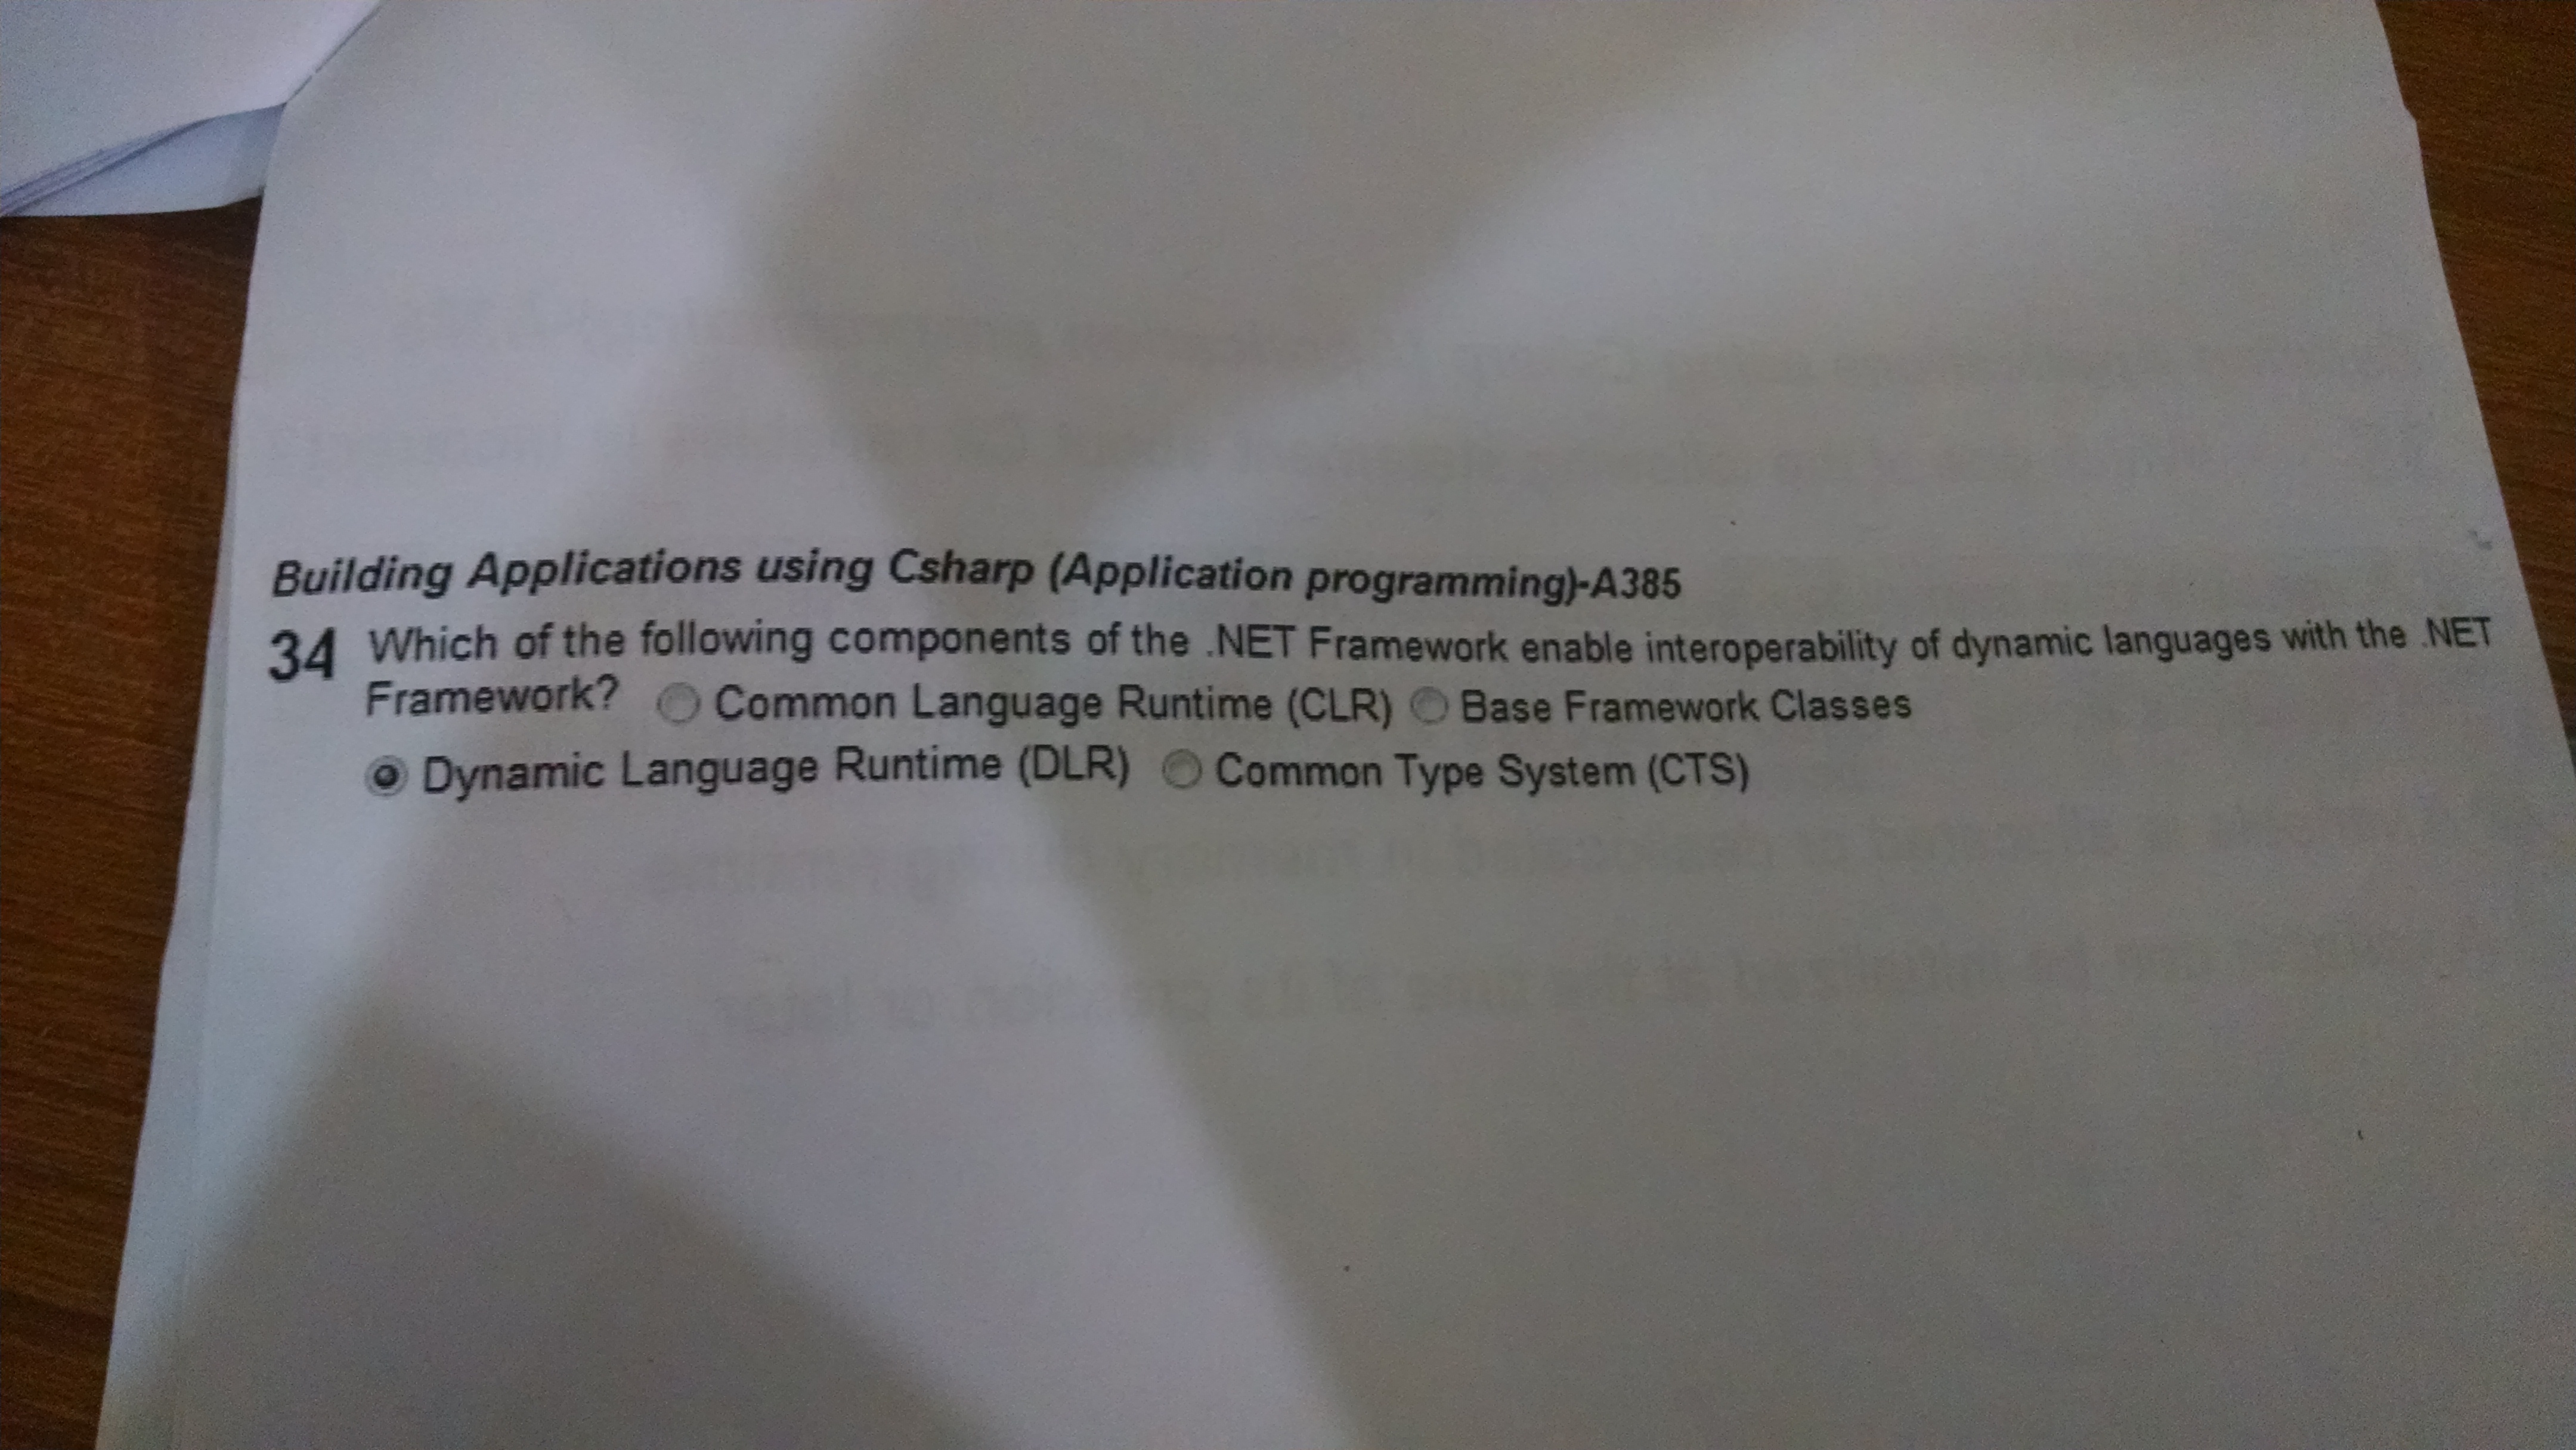 Building Applications using Csharp (Application programming)-A385
34 Which of the following components of the .NET Framework enable interoperability of dynamic languages with the .NET
Framework? Common Language Runtime (CLR) Base Framework Classes
Dynamic Language Runtime (DLR) Common Type System (CTS)